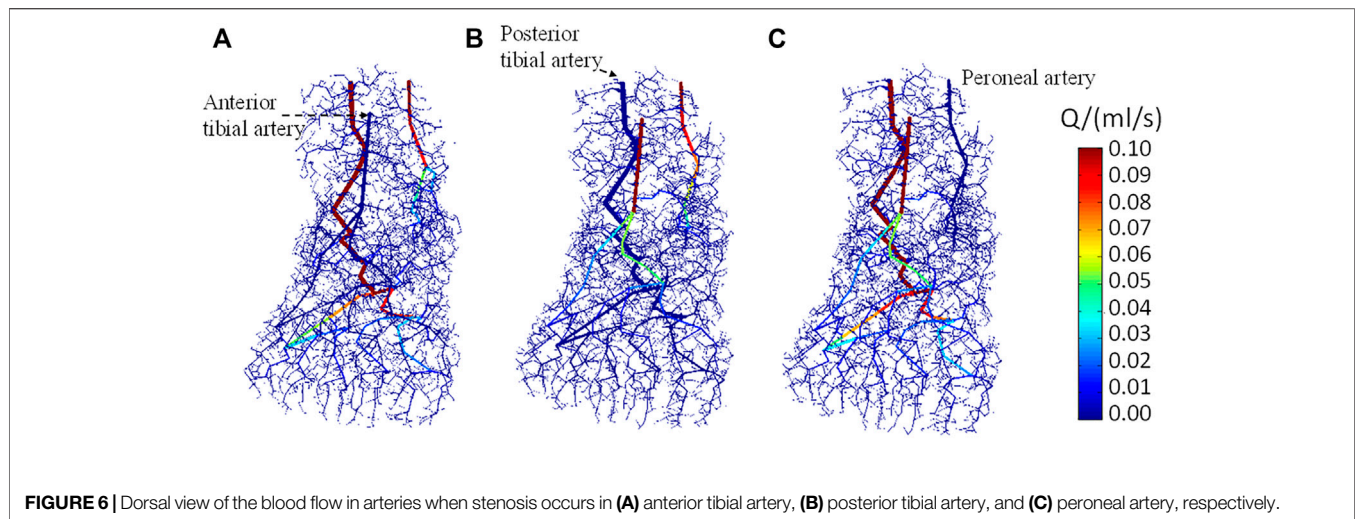 A
B
C
Posterior
tibial artery
Anterior
tibial artery
Peroneal artery
Q/(ml/s)
0.10
0.09
0.08
0.07
0.06
0.05
0.04
0.03
0.02
0.01
0.00
FIGURE 6 | Dorsal view of the blood flow in arteries when stenosis occurs in (A) anterior tibial artery, (B) posterior tibial artery, and (C) peroneal artery, respectively.